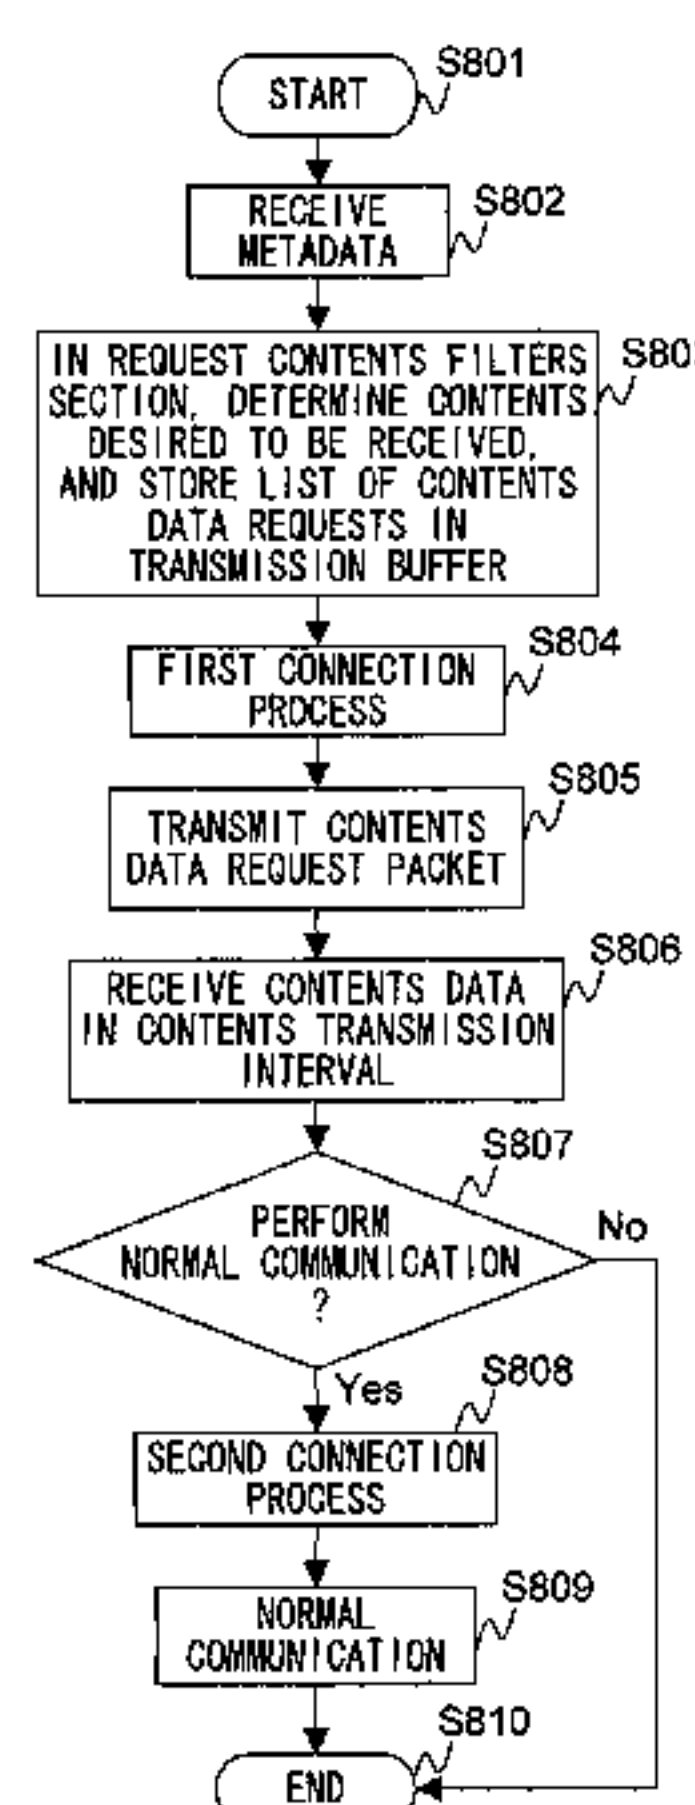 START
S801
RECEIVE
METADATA
S802
IN REQUEST CONTENTS FILTERS
SECTION, DETERMINE CONTENTS
DESIRED TO BE RECEIVED,
AND STORE LIST OF CONTENTS
DATA REQUESTS IN
TRANSMISSION BUFFER
FIRST CONNECTION
PROCESS
S804
TRANSMIT CONTENTS
DATA REQUEST PACKET
S805
RECEIVE CONTENTS DATA
IN CONTENTS TRANSMISSION
INTERVAL
S806
PERFORM
NORMAL COMMUNICATION
?
S807
No
Yes
SECOND CONNECTION
PROCESS
S808
NORMAL
COMMUNICATION
S809
END
S810